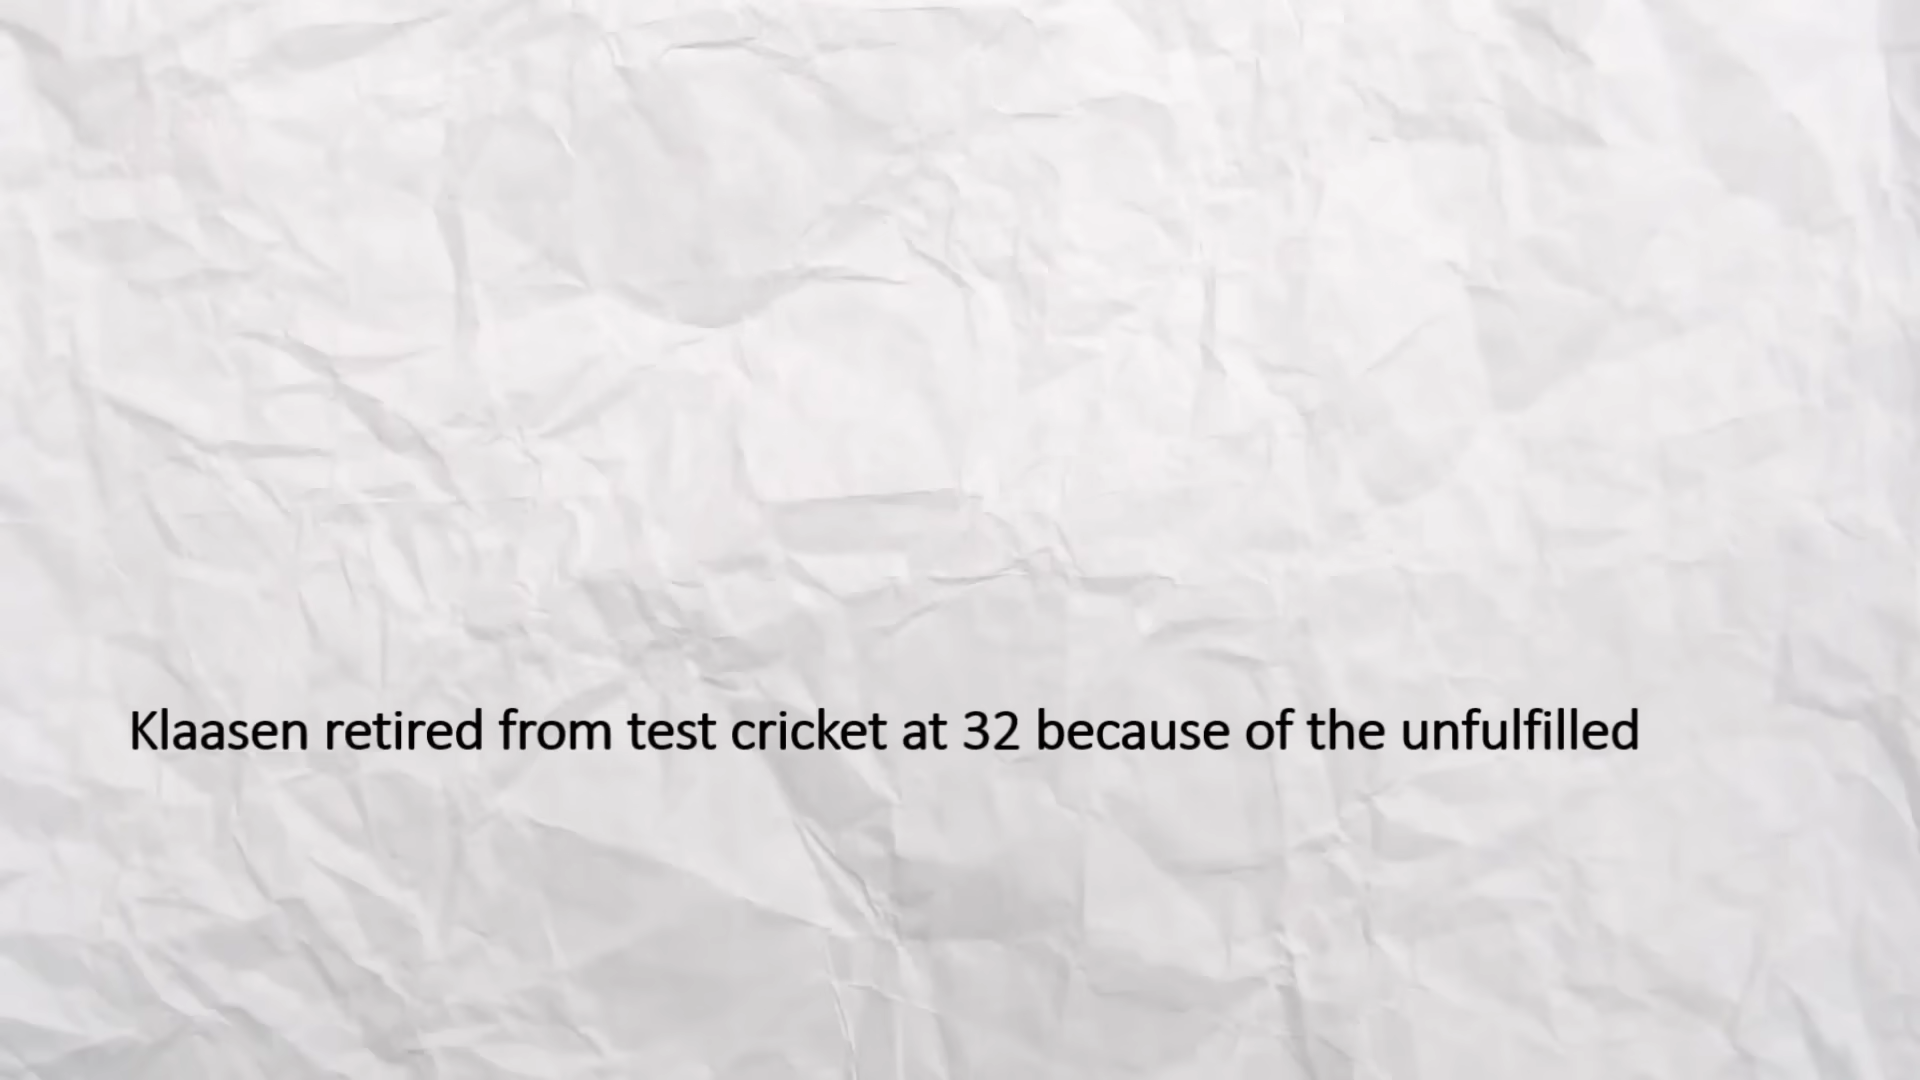 Klaasen retired from test cricket at 32 because of the unfulfilled